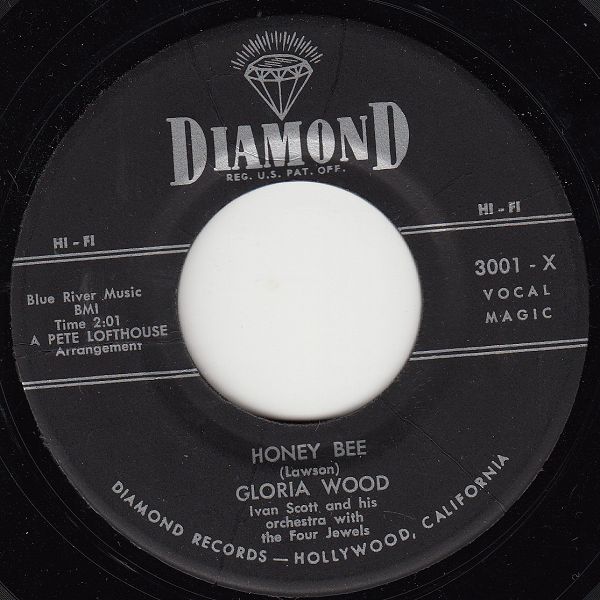 DIAMOND
REG. U.S. PAT. OFF.
HI - FI
HI - FI
Blue River Music
BMI
Time 2:01
A PETE LOFTHOUSE
Arrangement
3001 - X
VOCAL
MAGIC
HONEY BEE
(Lawson)
GLORIA WOOD
Ivan Scott and his
orchestra with
the Four Jewels
DIAMOND RECORDS — HOLLYWOOD, CALIFORNIA